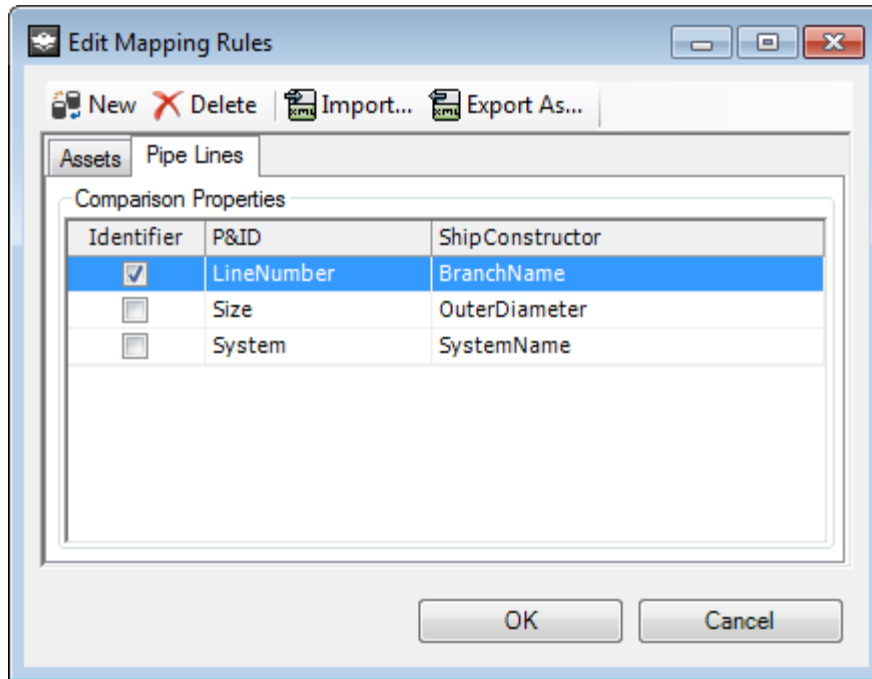 Edit Mapping Rules
New Delete Import... Export As...
Assets Pipe Lines
Comparison Properties
Identifier P&ID ShipConstructor
LineNumber BranchName
Size OuterDiameter
System SystemName
OK Cancel